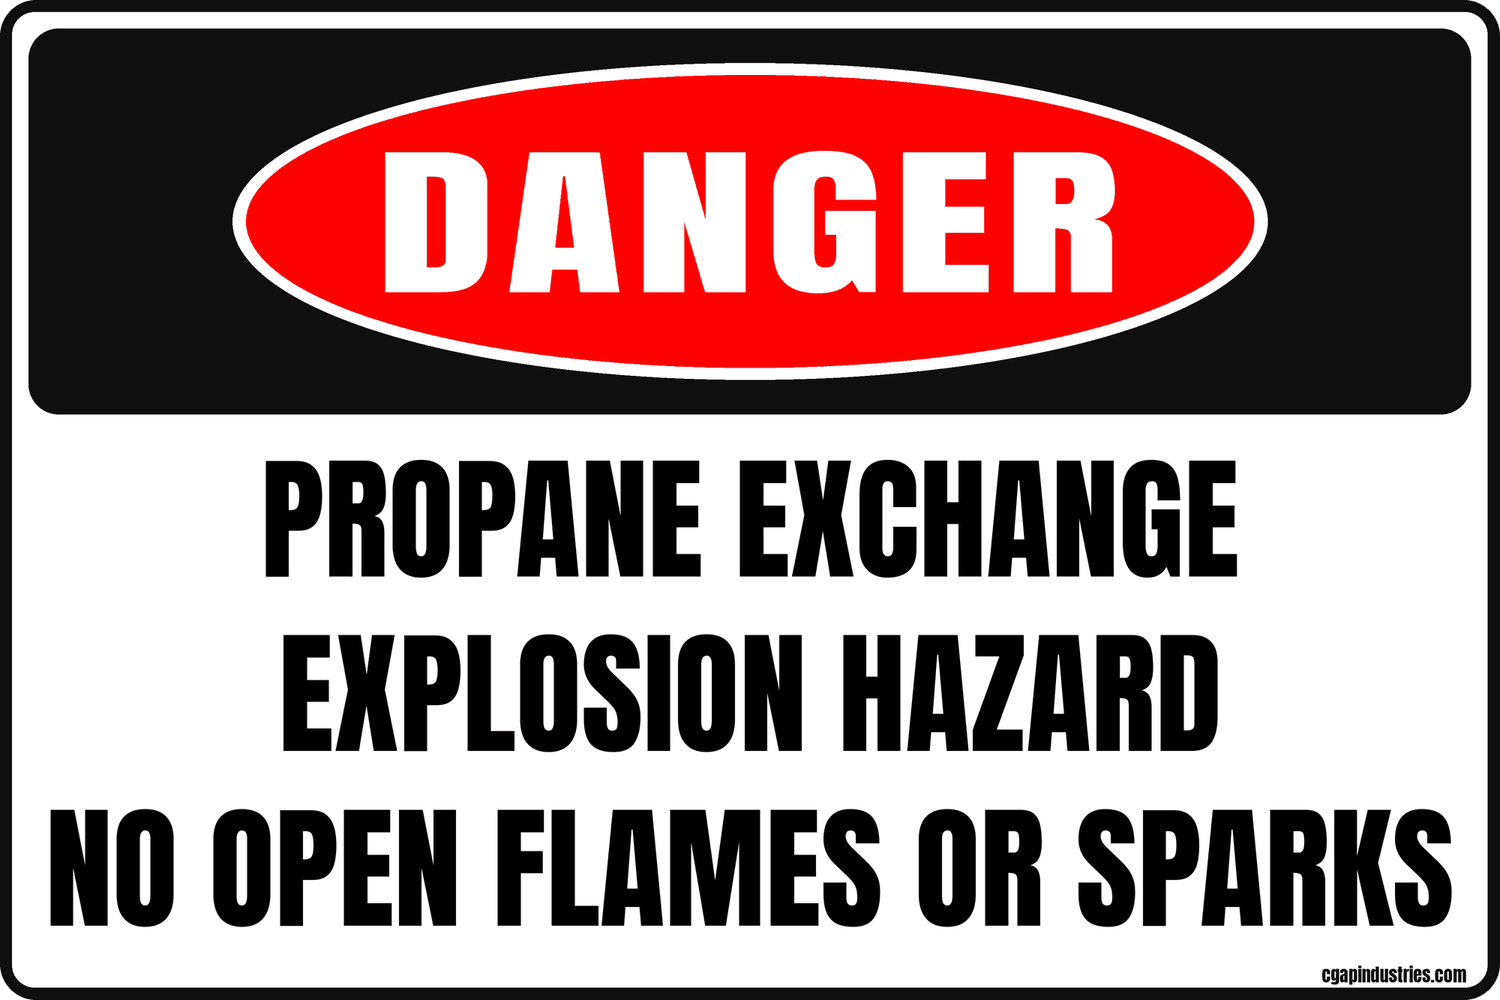 DANGER
PROPANE EXCHANGE
EXPLOSION HAZARD
NO OPEN FLAMES OR SPARKS
cgapindustries.com